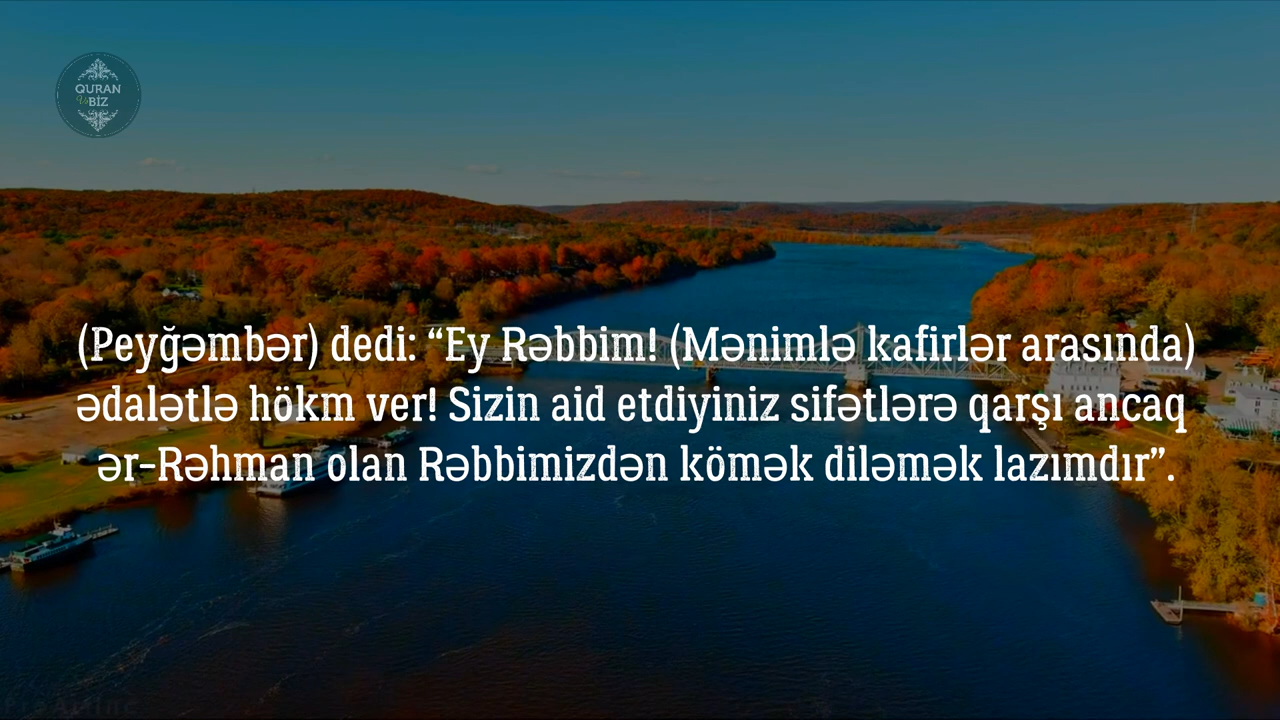 QURAN
Və BİZ
(Peyğəmbər) dedi: “Ey Rəbbim! (Mənimlə kafirlər arasında)
ədalətlə hökm ver! Sizin aid etdiyiniz sifətlərə qarşı ancaq
ər-Rəhman olan Rəbbimizdən kömək diləmək lazımdır”.